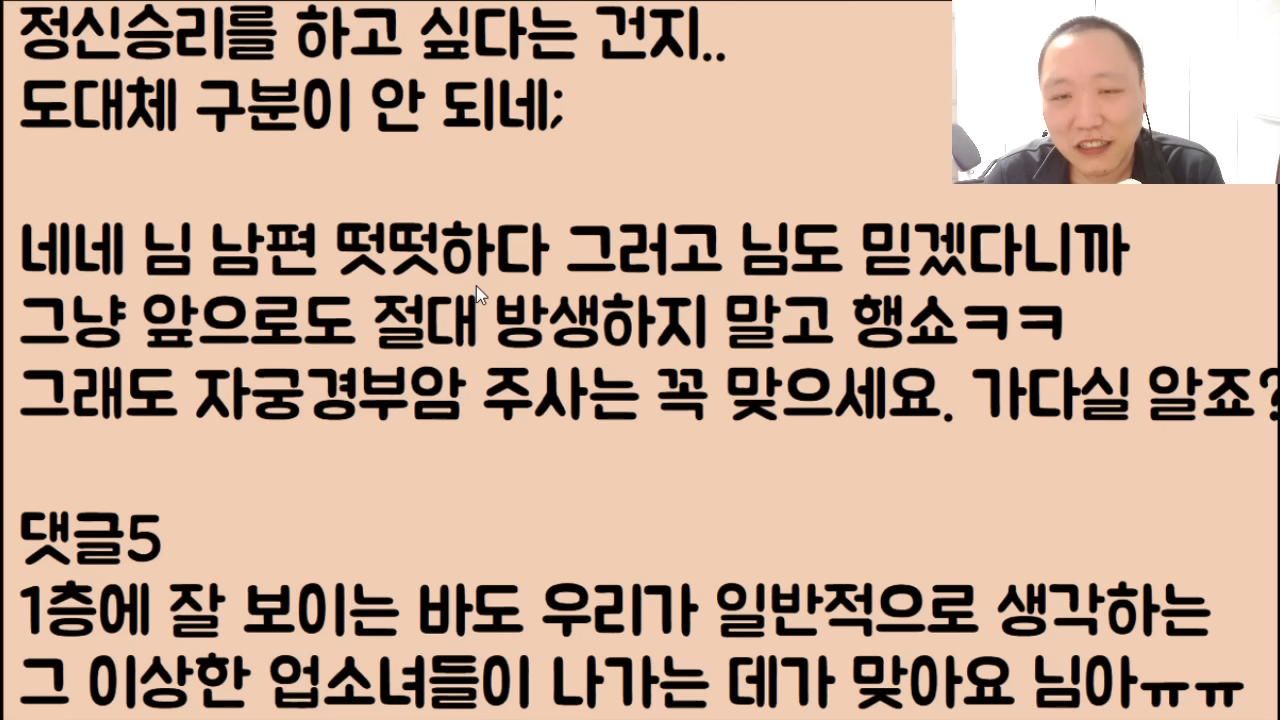 정신승리를 하고 싶다는 건지..
도대체 구분이 안 되네;
네네 님 남편 떳떳하다 그러고 님도 믿겠다니까
그냥 앞으로도 절대 방생하지 말고 행쇼ㅋㅋ
그래도 자궁경부암 주사는 꼭 맞으세요. 가다실 알죠?
댓글5
1층에 잘 보이는 바도 우리가 일반적으로 생각하는
그 이상한 업소녀들이 나가는 데가 맞아요 님아ㅠㅠ